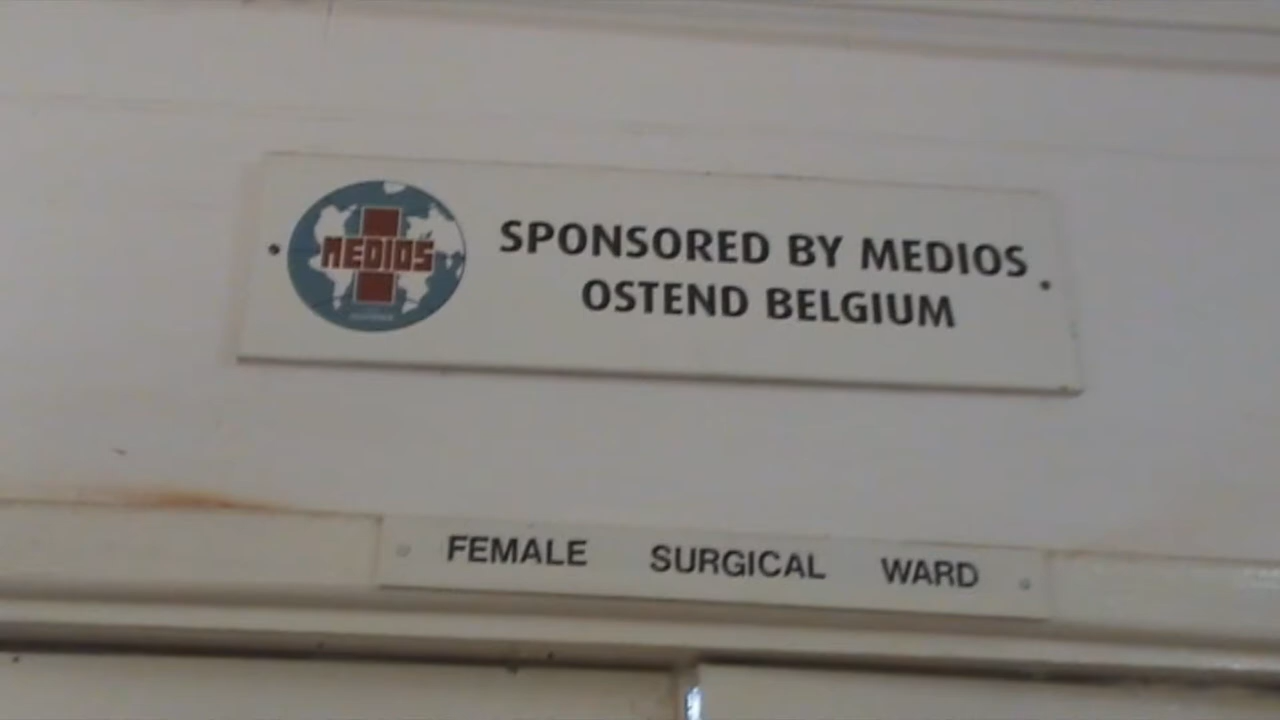 MEDIOS
SPONSORED BY MEDIOS
OSTEND BELGIUM
FEMALE SURGICAL WARD